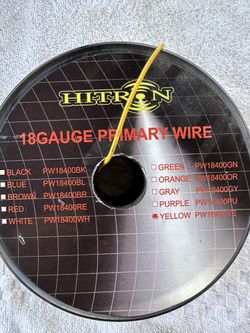 HITRON
18GAUGE PRIMARY WIRE
BLACK PW18400BK
BLUE PW18400BL
BROWN PW18400BR
RED PW18400RE
WHITE PW18400WH
GREEN PW18400GN
ORANGE PW18400OR
GRAY PW18400GY
PURPLE PW18400PU
YELLOW